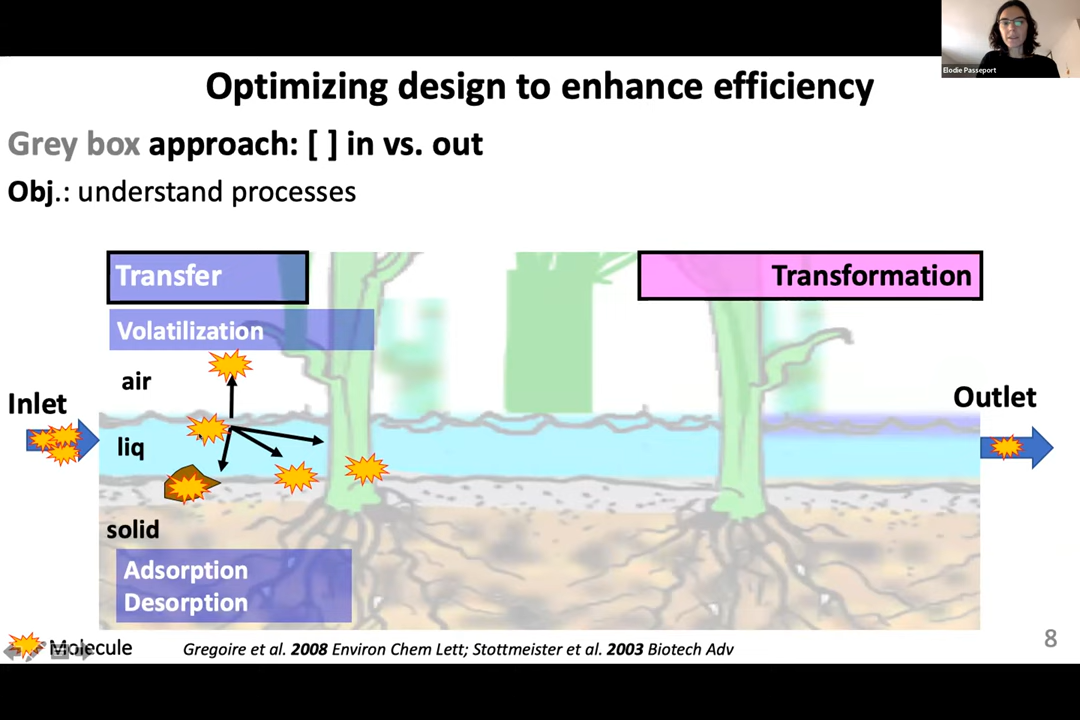 Elodie Passeport
Optimizing design to enhance efficiency
Grey box approach: [ ] in vs. out
Obj.: understand processes
Transfer
Transformation
Volatilization
air
Inlet
Outlet
liq
solid
Adsorption
Desorption
Molecule
Gregoire et al. 2008 Environ Chem Lett; Stottmeister et al. 2003 Biotech Adv
8